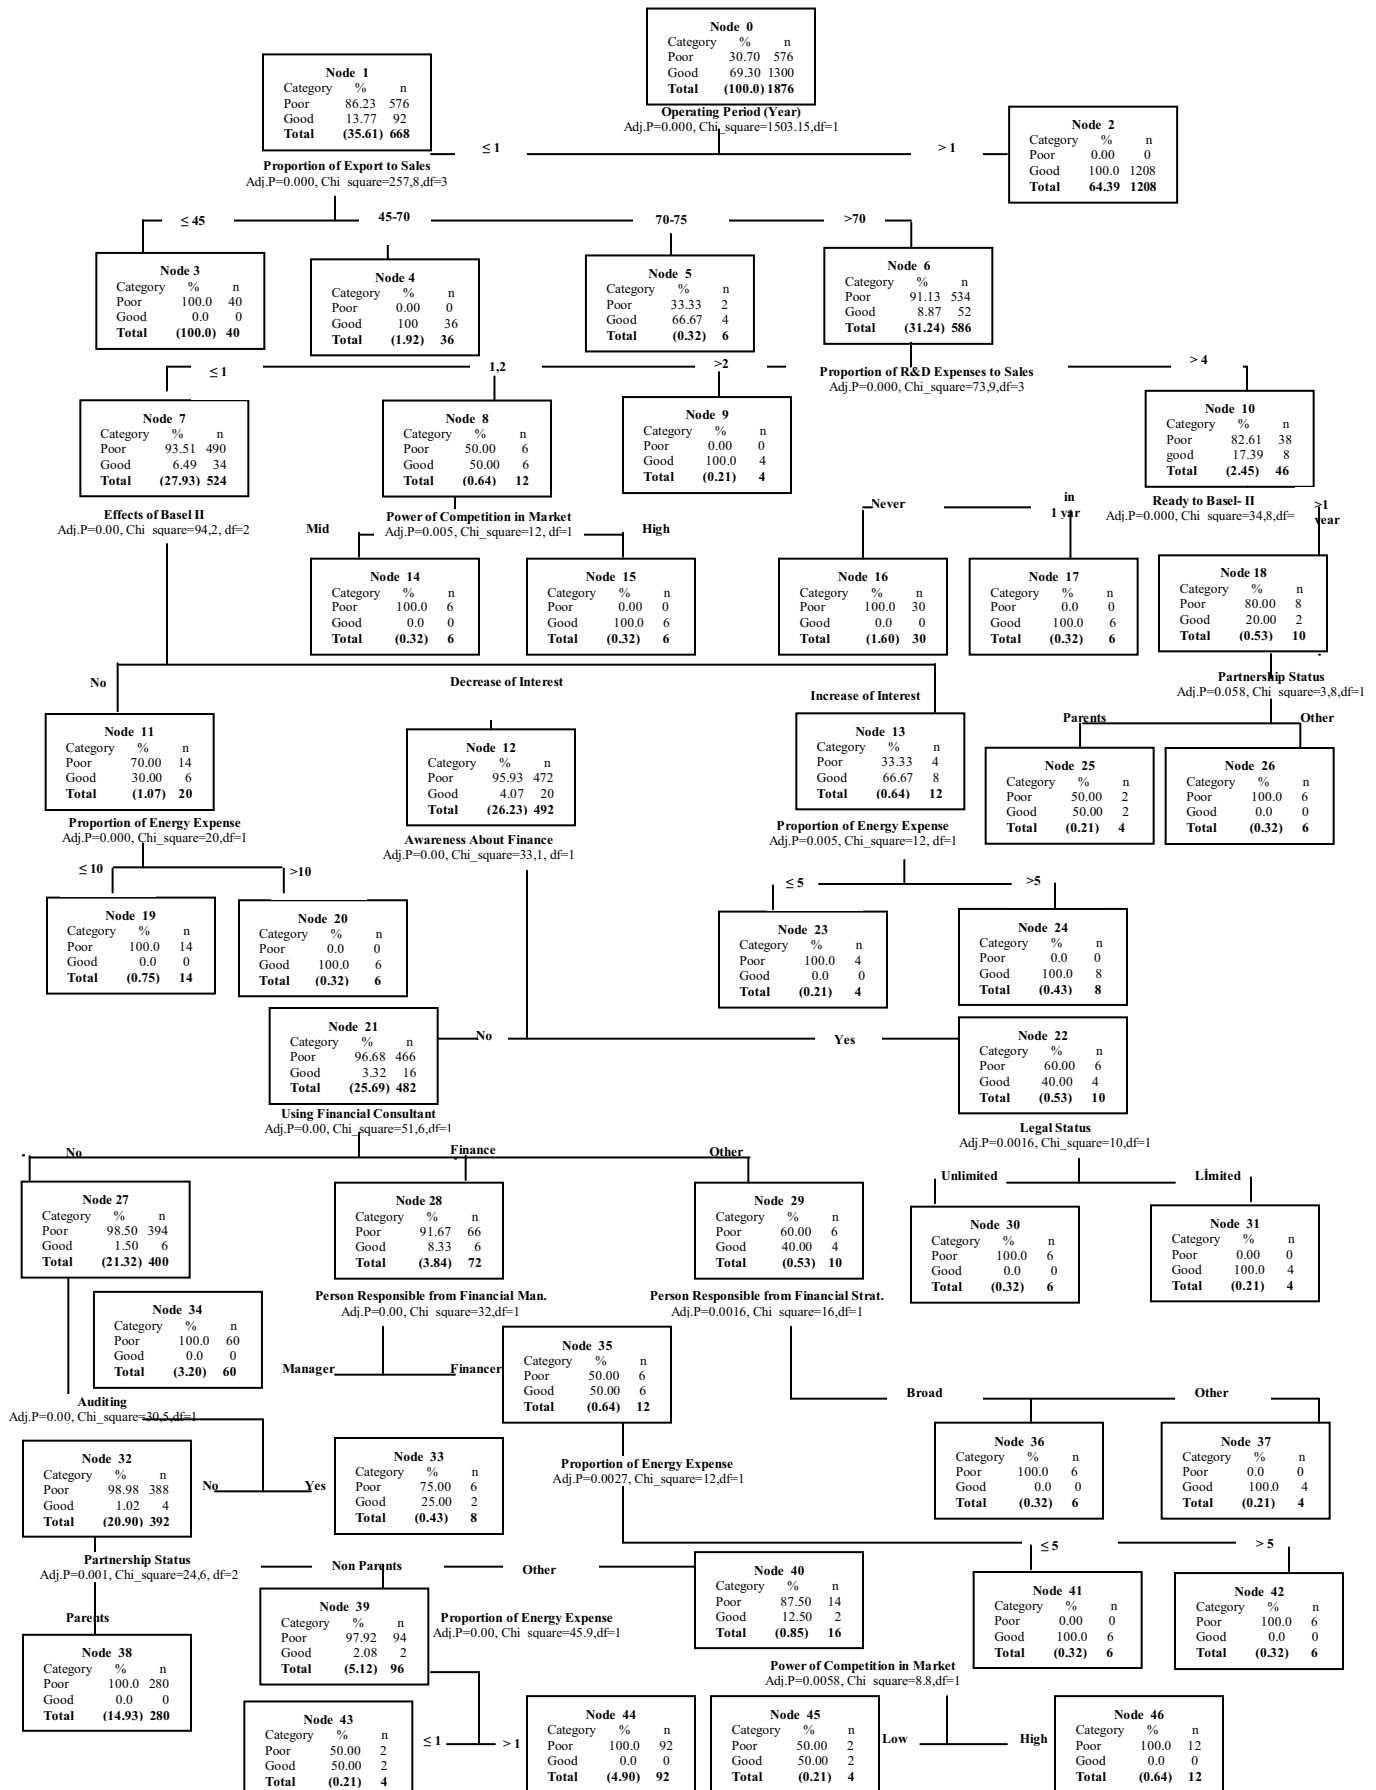 Node 0
Category % n
Poor 30.70 576
Good 69.30 1300
Total (100.0) 1876
Operating Period (Year)
Adj.P=0.000, Chi_square=1503.15,df=1
Node 1
Category % n
Poor 86.23 576
Good 13.77 92
Total (35.61) 668
≤ 1
> 1
Node 2
Category % n
Poor 0.00 0
Good 100.0 1208
Total 64.39 1208
Proportion of Export to Sales
Adj.P=0.000, Chi_square=257,8,df=3
≤ 45
45-70
70-75
>70
Node 3
Category % n
Poor 100.0 40
Good 0.0 0
Total (100.0) 40
Node 4
Category % n
Poor 0.00 0
Good 100 36
Total (1.92) 36
Node 5
Category % n
Poor 33.33 2
Good 66.67 4
Total (0.32) 6
Node 6
Category % n
Poor 91.13 534
Good 8.87 52
Total (31.24) 586
≤ 1
1,2
>2
Proportion of R&D Expenses to Sales
Adj.P=0.000, Chi_square=73,9,df=3
> 4
Node 7
Category % n
Poor 93.51 490
Good 6.49 34
Total (27.93) 524
Node 8
Category % n
Poor 50.00 6
Good 50.00 6
Total (0.64) 12
Node 9
Category % n
Poor 0.00 0
Good 100.0 4
Total (0.21) 4
Node 10
Category % n
Poor 82.61 38
good 17.39 8
Total (2.45) 46
Effects of Basel II
Adj.P=0.00, Chi_square=94,2, df=2
Mid
Power of Competition in Market
Adj.P=0.005, Chi_square=12, df=1
High
Never
in
1 yar
Ready to Basel- II
Adj.P=0.000, Chi_square=34,8,df=
>1
year
Node 14
Category % n
Poor 100.0 6
Good 0.0 0
Total (0.32) 6
Node 15
Category % n
Poor 0.00 0
Good 100.0 6
Total (0.32) 6
Node 16
Category % n
Poor 100.0 30
Good 0.0 0
Total (1.60) 30
Node 17
Category % n
Poor 0.0 0
Good 100.0 6
Total (0.32) 6
Node 18
Category % n
Poor 80.00 8
Good 20.00 2
Total (0.53) 10
No
Decrease of Interest
Increase of Interest
Partnership Status
Adj.P=0.058, Chi_square=3,8,df=1
Parents
Other
Node 11
Category % n
Poor 70.00 14
Good 30.00 6
Total (1.07) 20
Node 12
Category % n
Poor 95.93 472
Good 4.07 20
Total (26.23) 492
Node 13
Category % n
Poor 33.33 4
Good 66.67 8
Total (0.64) 12
Node 25
Category % n
Poor 50.00 2
Good 50.00 2
Total (0.21) 4
Node 26
Category % n
Poor 100.0 6
Good 0.0 0
Total (0.32) 6
Proportion of Energy Expense
Adj.P=0.000, Chi_square=20,df=1
Awareness About Finance
Adj.P=0.00, Chi_square=33,1, df=1
Proportion of Energy Expense
Adj.P=0.005, Chi_square=12, df=1
≤ 10
>10
≤ 5
>5
Node 19
Category % n
Poor 100.0 14
Good 0.0 0
Total (0.75) 14
Node 20
Category % n
Poor 0.0 0
Good 100.0 6
Total (0.32) 6
Node 23
Category % n
Poor 100.0 4
Good 0.0 0
Total (0.21) 4
Node 24
Category % n
Poor 0.0 0
Good 100.0 8
Total (0.43) 8
Node 21
Category % n
Poor 96.68 466
Good 3.32 16
Total (25.69) 482
No
Yes
Node 22
Category % n
Poor 60.00 6
Good 40.00 4
Total (0.53) 10
Using Financial Consultant
Adj.P=0.00, Chi_square=51,6,df=1
Legal Status
Adj.P=0.0016, Chi_square=10,df=1
No
Finance
Other
Unlimited
Lİmited
Node 27
Category % n
Poor 98.50 394
Good 1.50 6
Total (21.32) 400
Node 28
Category % n
Poor 91.67 66
Good 8.33 6
Total (3.84) 72
Node 29
Category % n
Poor 60.00 6
Good 40.00 4
Total (0.53) 10
Node 30
Category % n
Poor 100.0 6
Good 0.0 0
Total (0.32) 6
Node 31
Category % n
Poor 0.00 0
Good 100.0 4
Total (0.21) 4
Person Responsible from Financial Man.
Adj.P=0.00, Chi_square=32,df=1
Person Responsible from Financial Strat.
Adj.P=0.0016, Chi_square=16,df=1
Node 34
Category % n
Poor 100.0 60
Good 0.0 0
Total (3.20) 60
Manager
Financer
Node 35
Category % n
Poor 50.00 6
Good 50.00 6
Total (0.64) 12
Broad
Other
Auditing
Adj.P=0.00, Chi_square=30,5,df=1
Node 32
Category % n
Poor 98.98 388
Good 1.02 4
Total (20.90) 392
No
Yes
Node 33
Category % n
Poor 75.00 6
Good 25.00 2
Total (0.43) 8
Proportion of Energy Expense
Adj.P=0.0027, Chi_square=12,df=1
Node 36
Category % n
Poor 100.0 6
Good 0.0 0
Total (0.32) 6
Node 37
Category % n
Poor 0.0 0
Good 100.0 4
Total (0.21) 4
≤ 5
> 5
Partnership Status
Adj.P=0.001, Chi_square=24,6, df=2
Non Parents
Other
Parents
Node 39
Category % n
Poor 97.92 94
Good 2.08 2
Total (5.12) 96
Proportion of Energy Expense
Adj.P=0.00, Chi_square=45.9,df=1
Node 40
Category % n
Poor 87.50 14
Good 12.50 2
Total (0.85) 16
Node 41
Category % n
Poor 0.00 0
Good 100.0 6
Total (0.32) 6
Node 42
Category % n
Poor 100.0 6
Good 0.0 0
Total (0.32) 6
Node 38
Category % n
Poor 100.0 280
Good 0.0 0
Total (14.93) 280
Power of Competition in Market
Adj.P=0.0058, Chi_square=8.8,df=1
Node 43
Category % n
Poor 50.00 2
Good 50.00 2
Total (0.21) 4
≤ 1
> 1
Node 44
Category % n
Poor 100.0 92
Good 0.0 0
Total (4.90) 92
Node 45
Category % n
Poor 50.00 2
Good 50.00 2
Total (0.21) 4
Low
High
Node 46
Category % n
Poor 100.0 12
Good 0.0 0
Total (0.64) 12